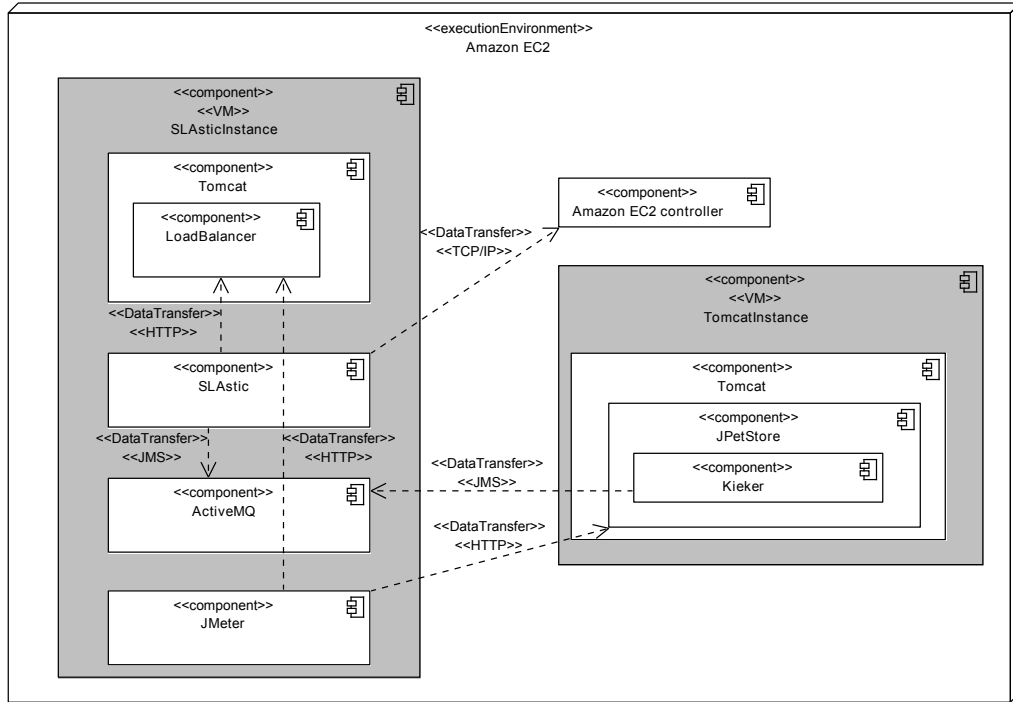 <<executionEnvironment>>
Amazon EC2
<<component>>
<<VM>>
SLAsticInstance
<<component>>
Tomcat
<<component>>
LoadBalancer
<<DataTransfer>>
<<HTTP>>
<<component>>
SLAstic
<<DataTransfer>>
<<JMS>>
<<DataTransfer>>
<<HTTP>>
<<component>>
ActiveMQ
<<component>>
JMeter
<<DataTransfer>>
<<TCP/IP>>
<<component>>
Amazon EC2 controller
<<component>>
<<VM>>
TomcatInstance
<<component>>
Tomcat
<<component>>
JPetStore
<<component>>
Kieker
<<DataTransfer>>
<<JMS>>
<<DataTransfer>>
<<HTTP>>